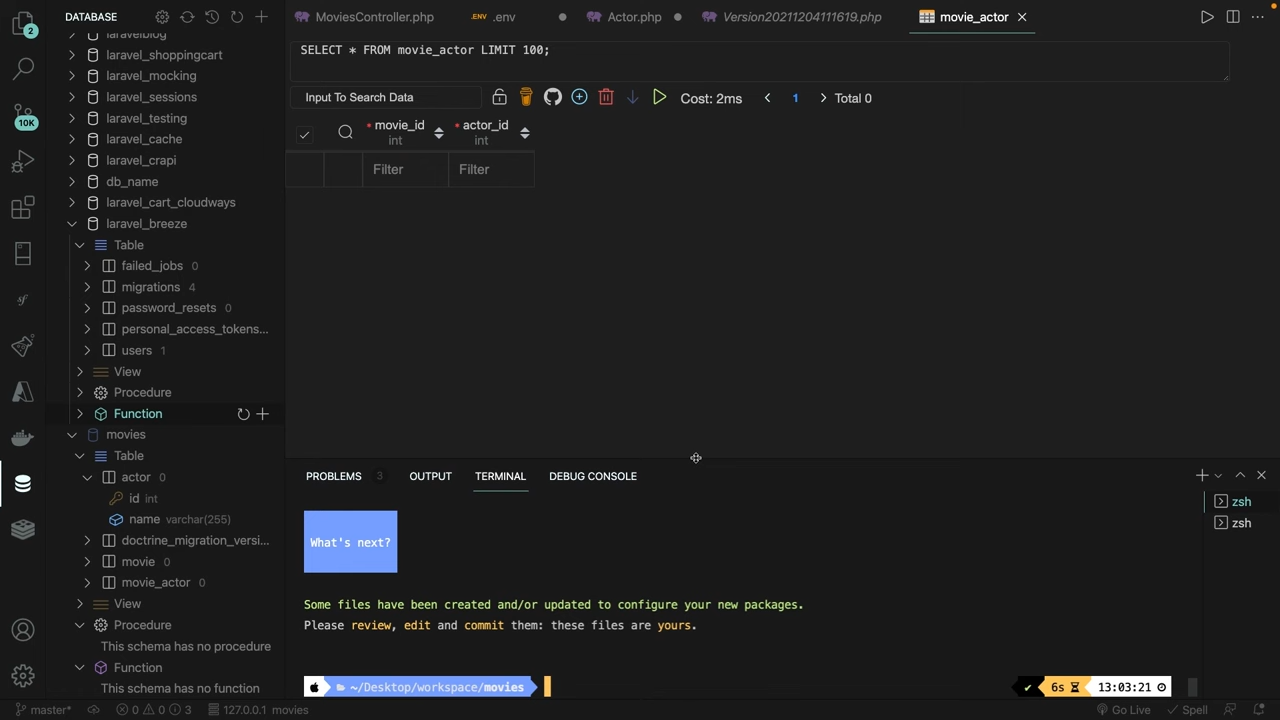 DATABASE
MoviesController.php
.ENV .env
Actor.php
Version20211204111619.php
movie_actor
2
10K
laravelblog
laravel_shoppingcart
laravel_mocking
laravel_sessions
laravel_testing
laravel_cache
laravel_crapi
db_name
laravel_cart_cloudways
laravel_breeze
Table
failed_jobs 0
migrations 4
password_resets 0
personal_access_tokens...
users 1
View
Procedure
Function
movies
Table
actor 0
id int
name varchar(255)
doctrine_migration_versi...
movie 0
movie_actor 0
View
Procedure
This schema has no procedure
Function
This schema has no function
SELECT * FROM movie_actor LIMIT 100;
Input To Search Data
Cost: 2ms
1
Total 0
* movie_id
int
* actor_id
int
Filter
Filter
PROBLEMS 3
OUTPUT
TERMINAL
DEBUG CONSOLE
zsh
zsh
What's next?
Some files have been created and/or updated to configure your new packages.
Please review, edit and commit them: these files are yours.
~/Desktop/workspace/movies
6s
13:03:21
master*
0
0
3
127.0.0.1 movies
Go Live
Spell